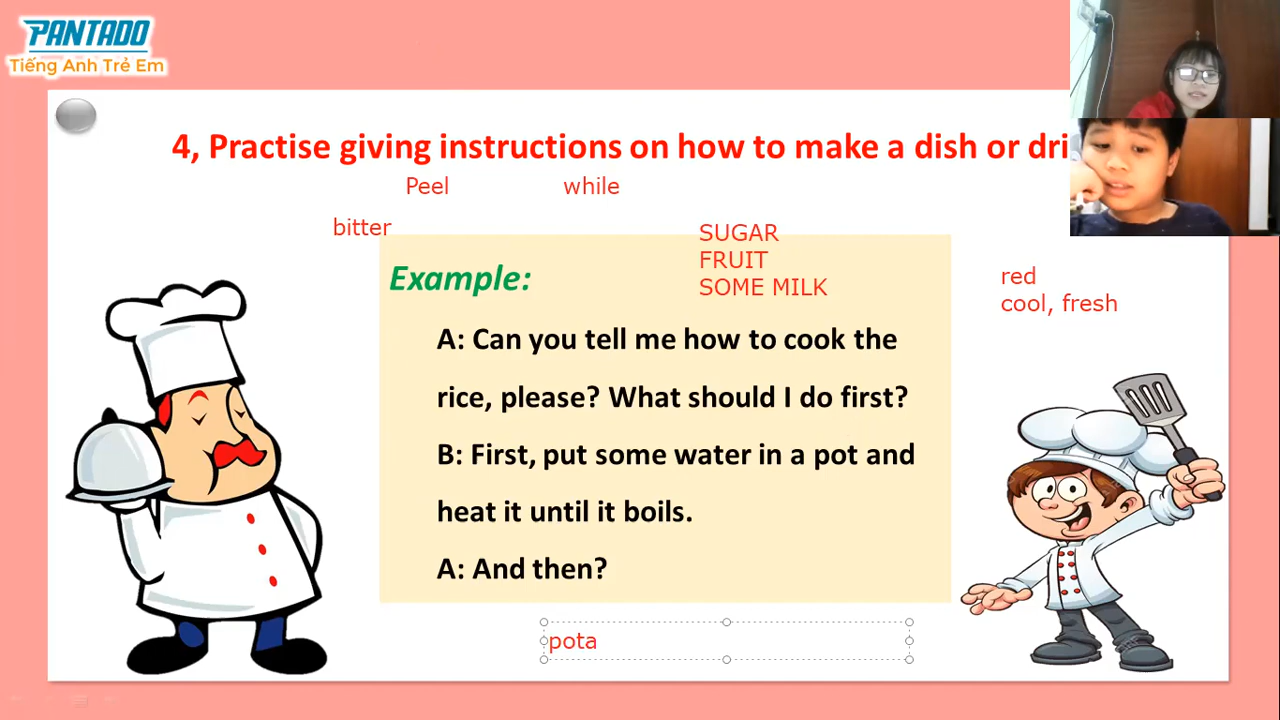 PANTADO
Tiếng Anh Trẻ Em
4, Practise giving instructions on how to make a dish or dri
Peel
while
bitter
SUGAR
FRUIT
SOME MILK
red
cool, fresh
Example:
A: Can you tell me how to cook the
rice, please? What should I do first?
B: First, put some water in a pot and
heat it until it boils.
A: And then?
pota